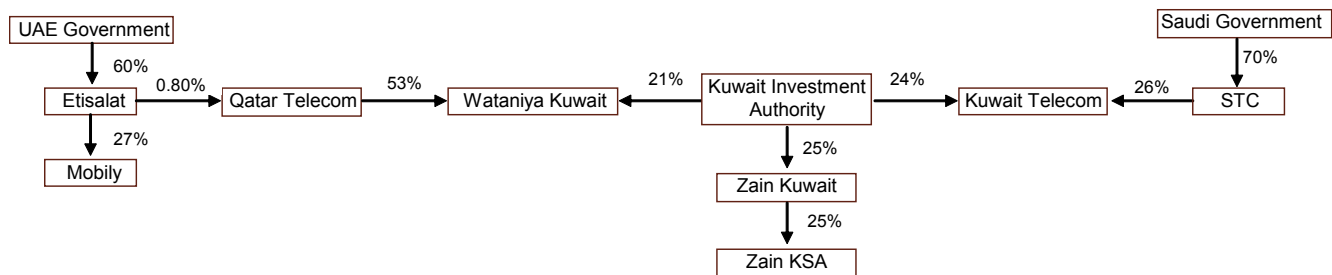 UAE Government
Saudi Government
60%
70%
Etisalat
0.80%
Qatar Telecom
53%
Wataniya Kuwait
21%
Kuwait Investment
Authority
24%
Kuwait Telecom
26%
STC
27%
Mobily
25%
Zain Kuwait
25%
Zain KSA